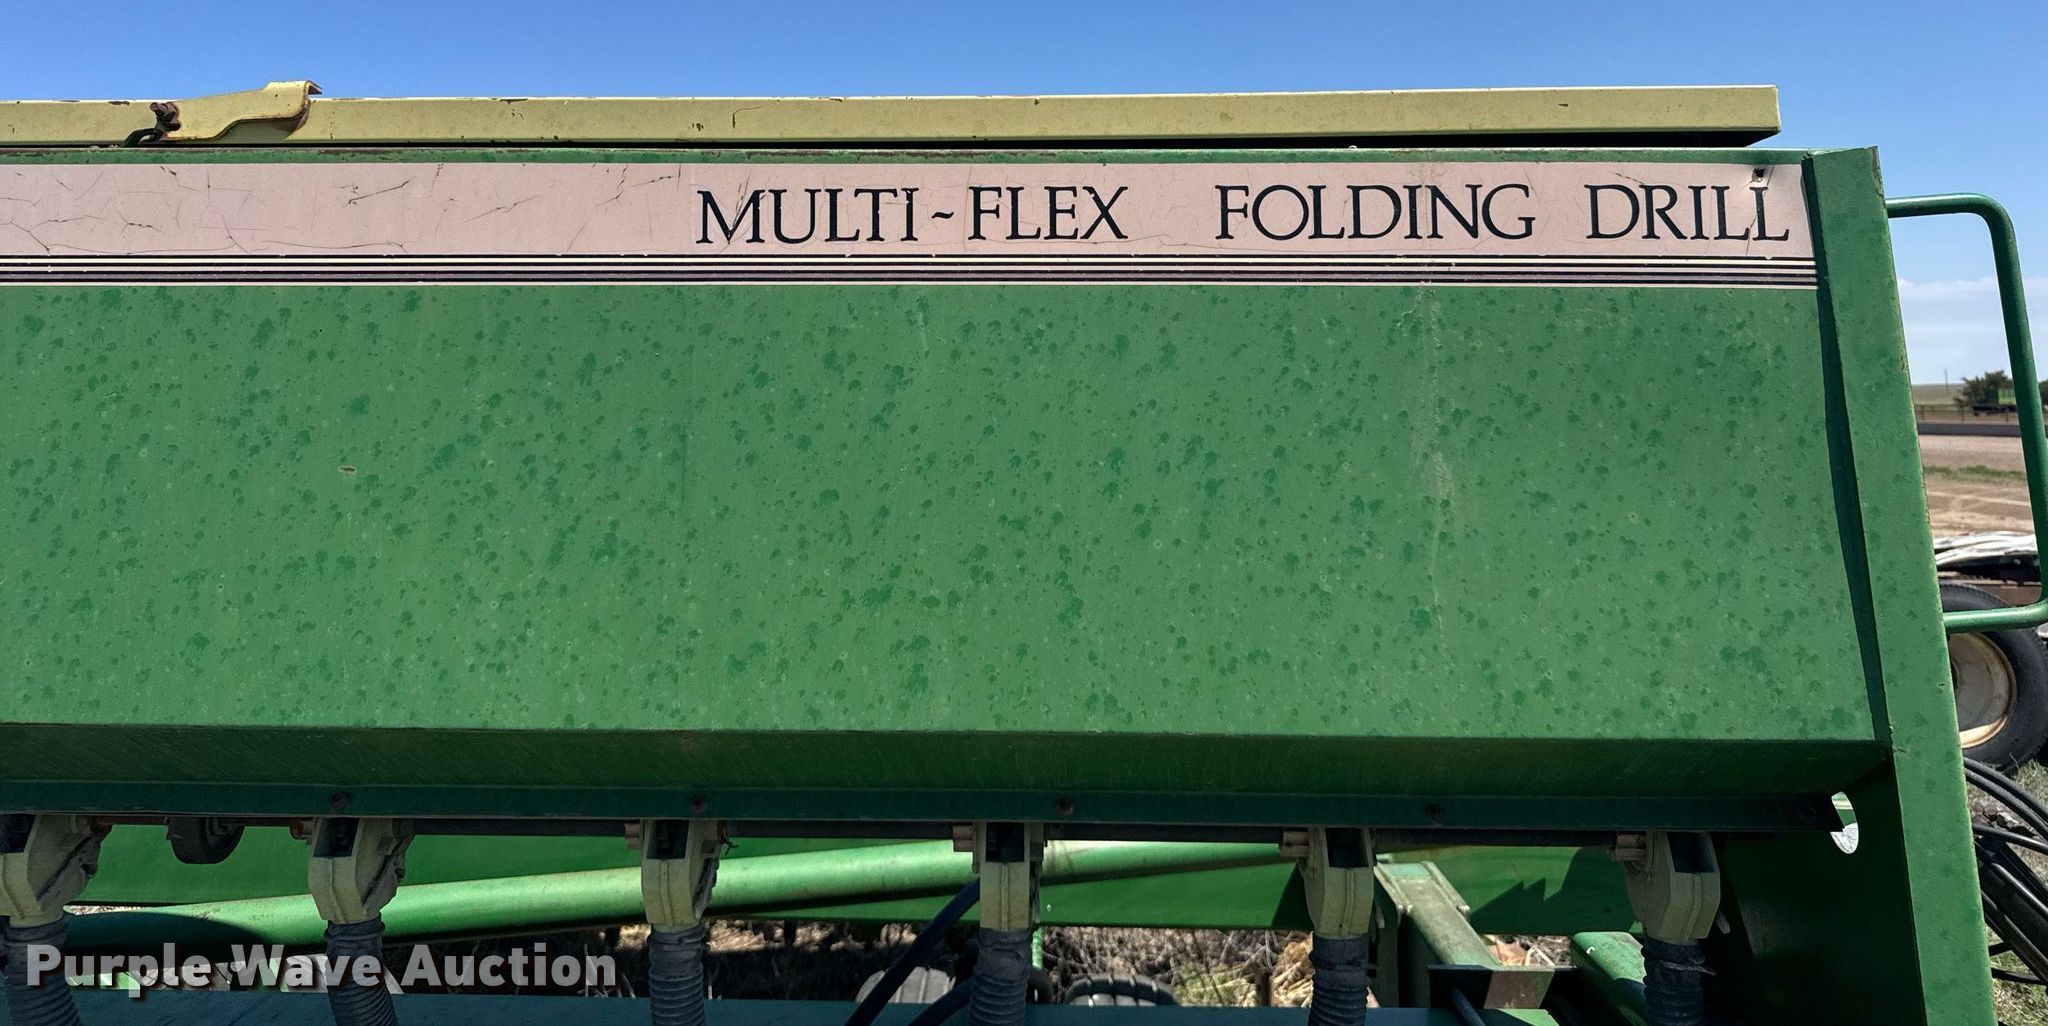 MULTI-FLEX FOLDING DRILL
Purple Wave Auction